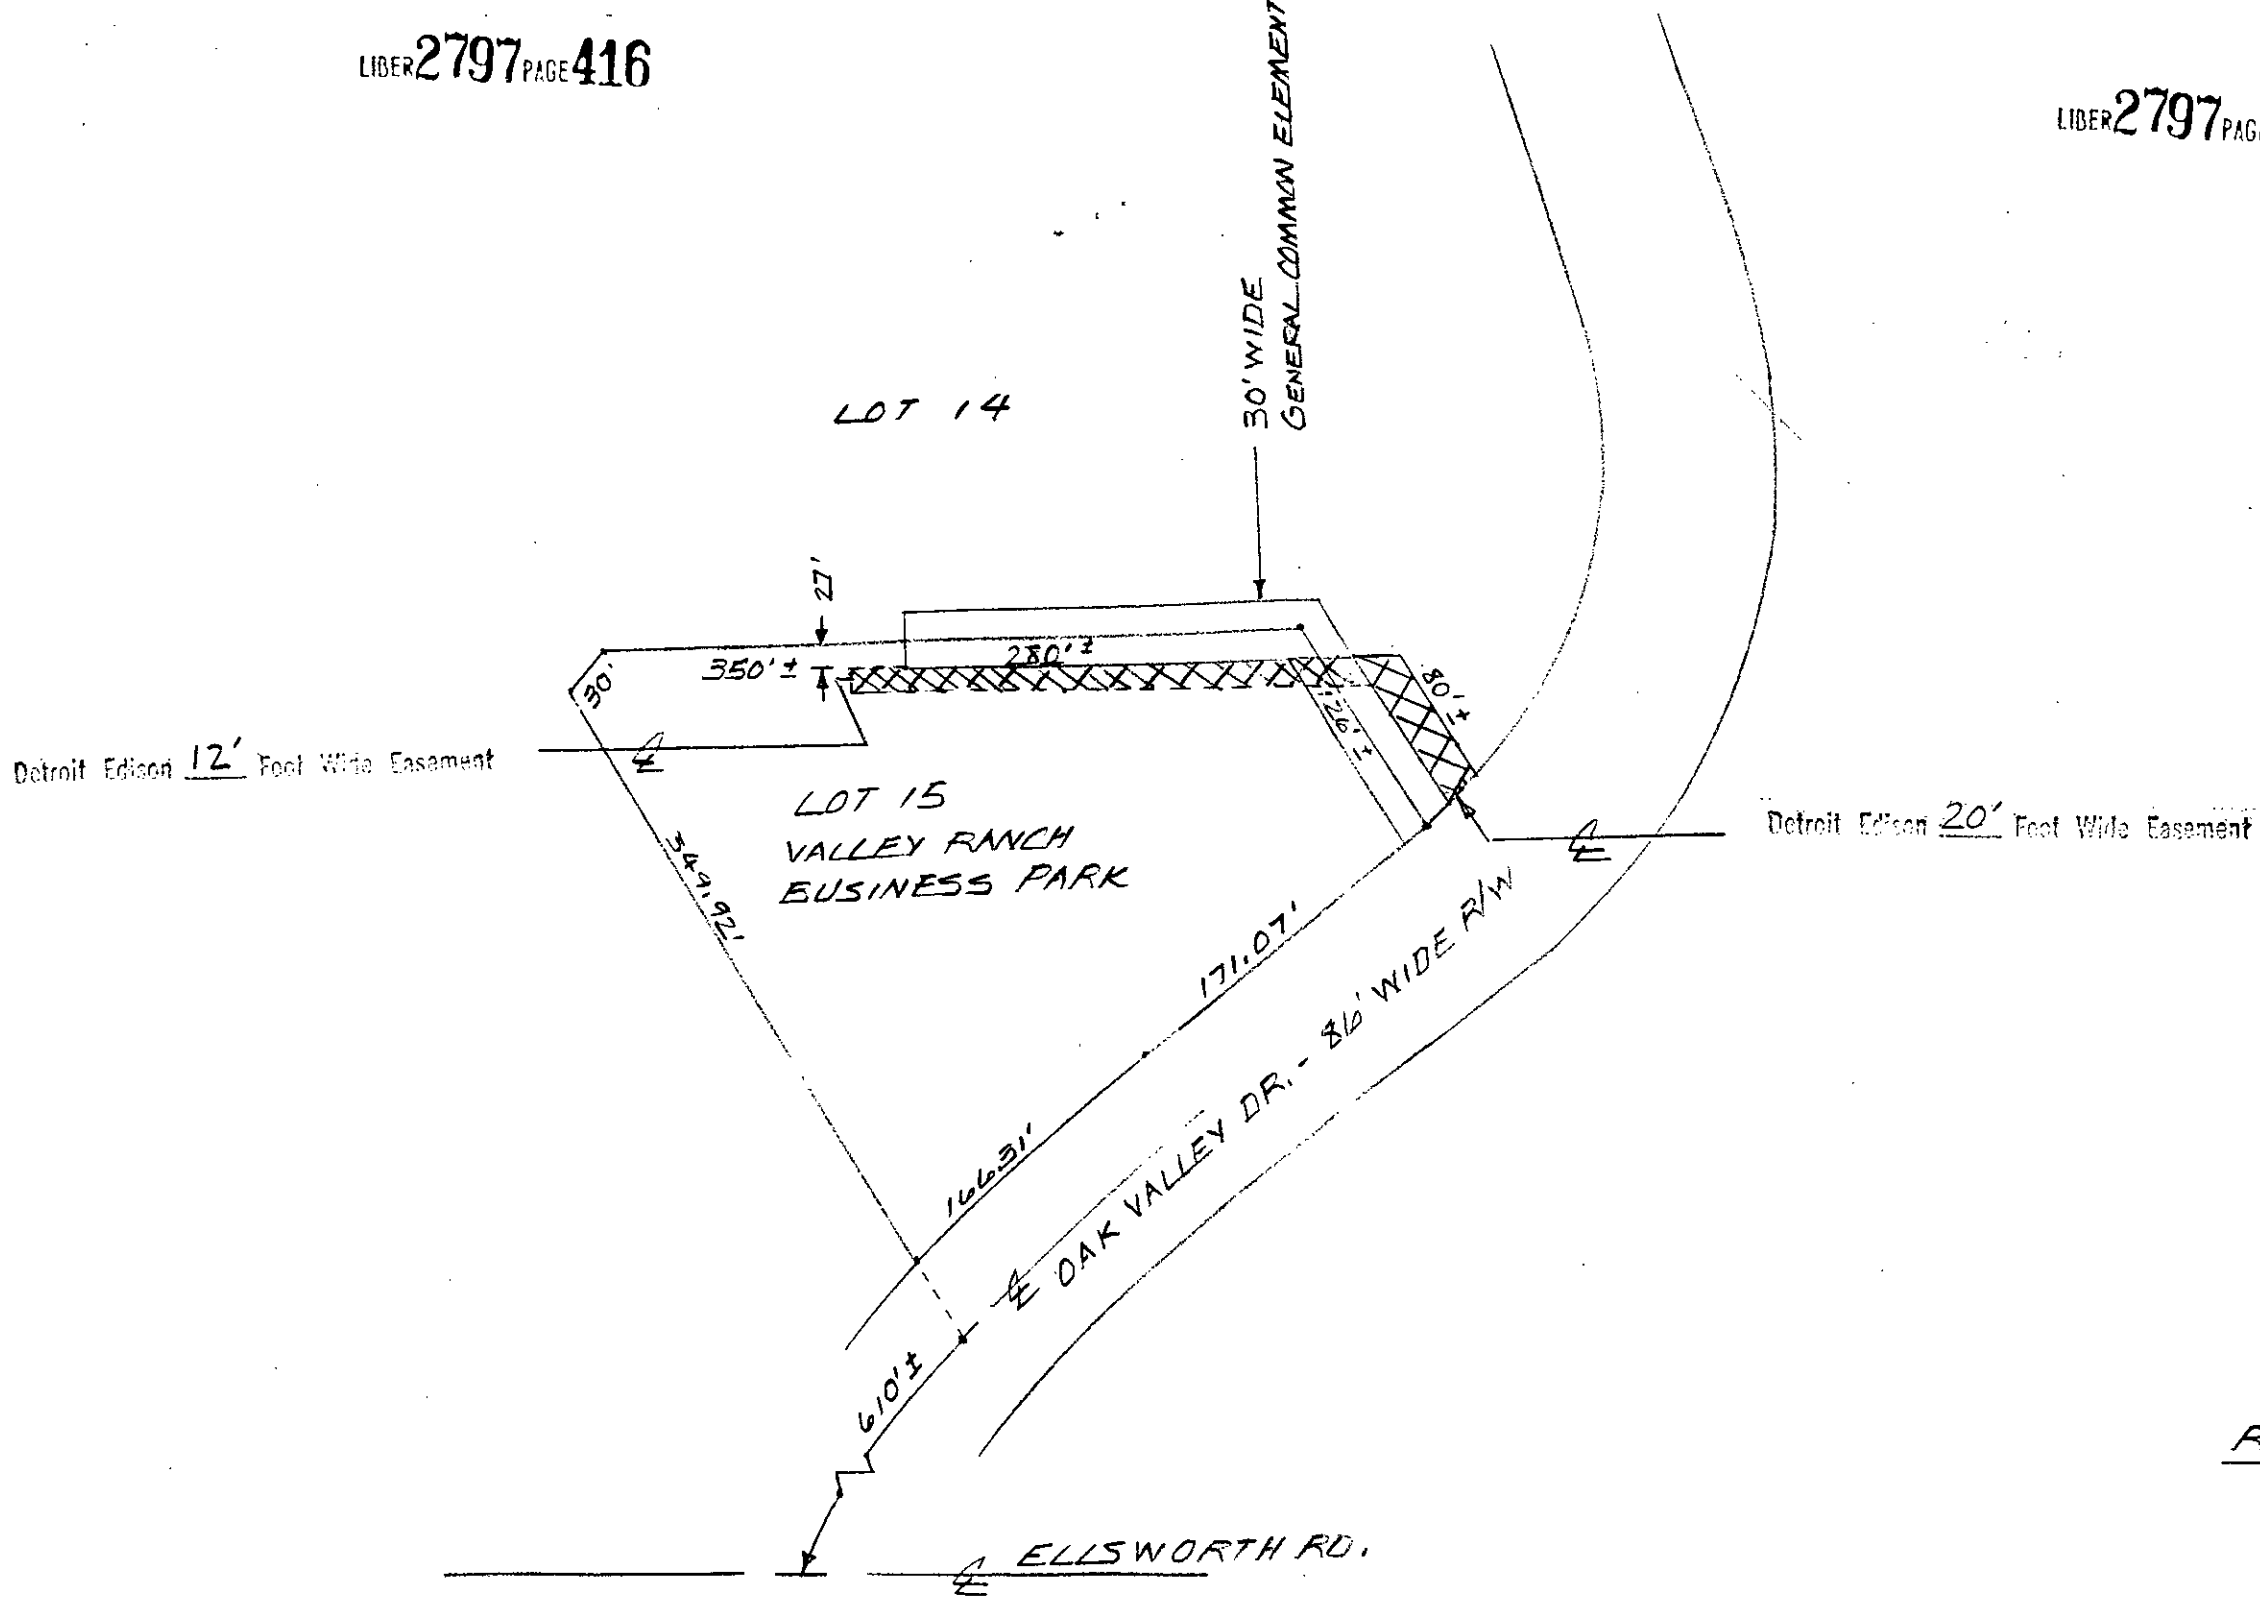 LIBER 2797 PAGE 416
LIBER 2797 PAG
30' WIDE
GENERAL COMMON ELEMENT
LOT 14
27'
350' ±
280' ±
30'
80' ±
126' ±
Detroit Edison 12' Foot Wide Easement
℄
LOT 15
VALLEY RANCH
BUSINESS PARK
Detroit Edison 20' Foot Wide Easement
℄
349.92'
171.07'
166.31'
℄ OAK VALLEY DR. - 86' WIDE R/W
610' ±
℄ ELLSWORTH RD.